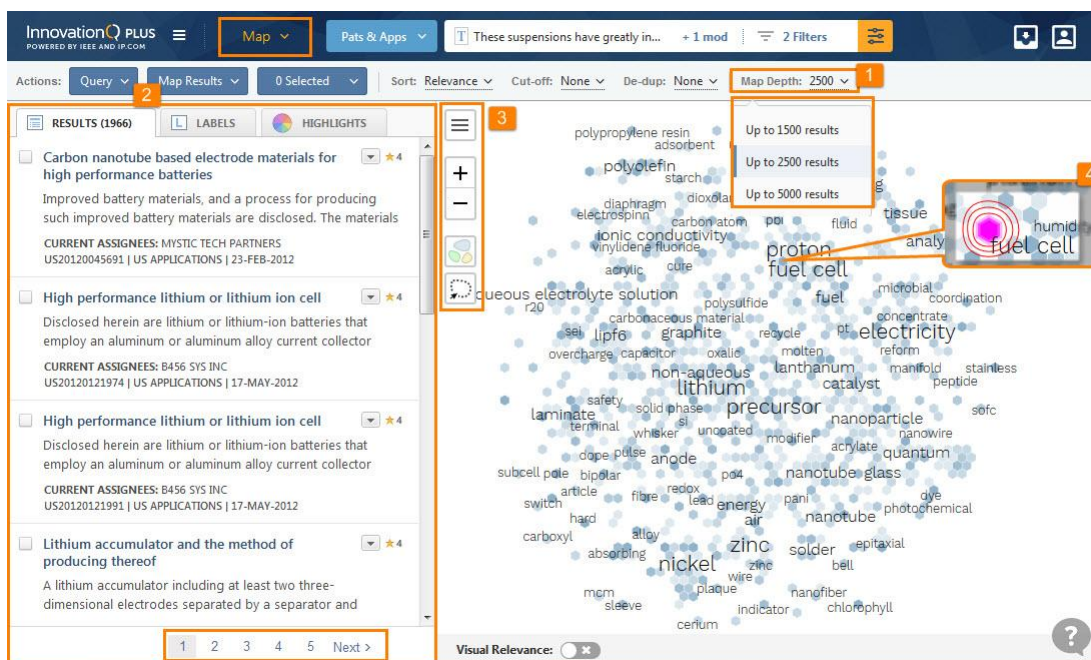 InnovationQ PLUS
POWERED BY IEEE AND IP.COM
Map
Pats & Apps
T These suspensions have greatly in... + 1 mod
2 Filters
Actions: Query Map Results 0 Selected Sort: Relevance Cut-off: None De-dup: None Map Depth: 2500
1
2
RESULTS (1966)
L LABELS
HIGHLIGHTS
Carbon nanotube based electrode materials for
high performance batteries
4
Improved battery materials, and a process for producing
such improved battery materials are disclosed. The materials
CURRENT ASSIGNEES: MYSTIC TECH PARTNERS
US20120045691 | US APPLICATIONS | 23-FEB-2012
High performance lithium or lithium ion cell
4
Disclosed herein are lithium or lithium-ion batteries that
employ an aluminum or aluminum alloy current collector
CURRENT ASSIGNEES: B456 SYS INC
US20120121974 | US APPLICATIONS | 17-MAY-2012
High performance lithium or lithium ion cell
4
Disclosed herein are lithium or lithium-ion batteries that
employ an aluminum or aluminum alloy current collector
CURRENT ASSIGNEES: B456 SYS INC
US20120121991 | US APPLICATIONS | 17-MAY-2012
Lithium accumulator and the method of
producing thereof
4
A lithium accumulator including at least two three-
dimensional electrodes separated by a separator and
1 2 3 4 5 Next >
3
+
−
Up to 1500 results
Up to 2500 results
Up to 5000 results
4
humid
fuel cell
polypropylene resin
adsorbent
polyolefin
starch
diaphragm
dioxolan
electrospinn
carbon atom
pbi
fluid
tissue
ionic conductivity
vinylidene fluoride
proton
analy
acrylic
cure
fuel cell
queous electrolyte solution
polysulfide
fuel
microbial
coordination
r20
carbonaceous material
concentrate
sei
lipf6
graphite
recycle
pt
electricity
overcharge
capacitor
oxalic
molten
reform
non-aqueous
lanthanum
manifold
stainless
lithium
catalyst
peptide
safety
laminate
solid phase
precursor
nanoparticle
sofc
terminal
si
whisker
uncoated
modifier
nanowire
acrylate
quantum
dope
pulse
anode
subcell
pole
bipolar
po4
nanotube
glass
article
fibre
redox
switch
lead
energy
pani
dye
photochemical
hard
air
nanotube
carboxyl
alloy
zinc
solder
epitaxial
absorbing
nickel
zinc
bell
wire
mcm
plaque
nanofiber
sleeve
indicator
chlorophyll
cerium
Visual Relevance:
?